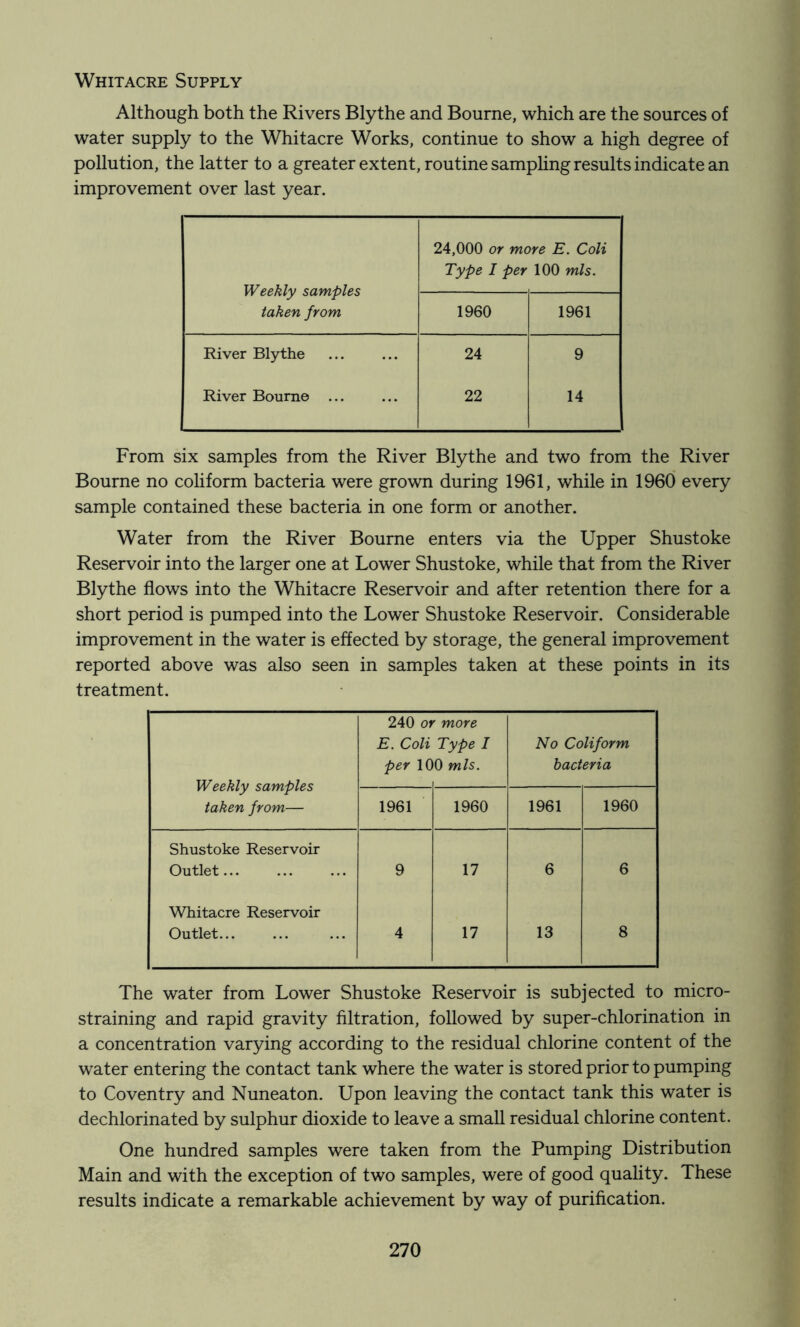 WHITACRE SUPPLY
Although both the Rivers Blythe and Bourne, which are the sources of
water supply to the Whitacre Works, continue to show a high degree of
pollution, the latter to a greater extent, routine sampling results indicate an
improvement over last year.
24,000 or more E. Coli
Type I per 100 mls.
Weekly samples
taken from 1960 1961
River Blythe ... ... 24 9
River Bourne ... ... 22 14
From six samples from the River Blythe and two from the River
Bourne no coliform bacteria were grown during 1961, while in 1960 every
sample contained these bacteria in one form or another.
Water from the River Bourne enters via the Upper Shustoke
Reservoir into the larger one at Lower Shustoke, while that from the River
Blythe flows into the Whitacre Reservoir and after retention there for a
short period is pumped into the Lower Shustoke Reservoir. Considerable
improvement in the water is effected by storage, the general improvement
reported above was also seen in samples taken at these points in its
treatment.
240 or more
E. Coli Type I No Coliform
per 100 mls. bacteria
Weekly samples
taken from— 1961 1960 1961 1960
Shustoke Reservoir
Outlet... ... ... 9 17 6 6
Whitacre Reservoir
Outlet... ... ... 4 17 13 8
The water from Lower Shustoke Reservoir is subjected to micro-
straining and rapid gravity filtration, followed by super-chlorination in
a concentration varying according to the residual chlorine content of the
water entering the contact tank where the water is stored prior to pumping
to Coventry and Nuneaton. Upon leaving the contact tank this water is
dechlorinated by sulphur dioxide to leave a small residual chlorine content.
One hundred samples were taken from the Pumping Distribution
Main and with the exception of two samples, were of good quality. These
results indicate a remarkable achievement by way of purification.
270